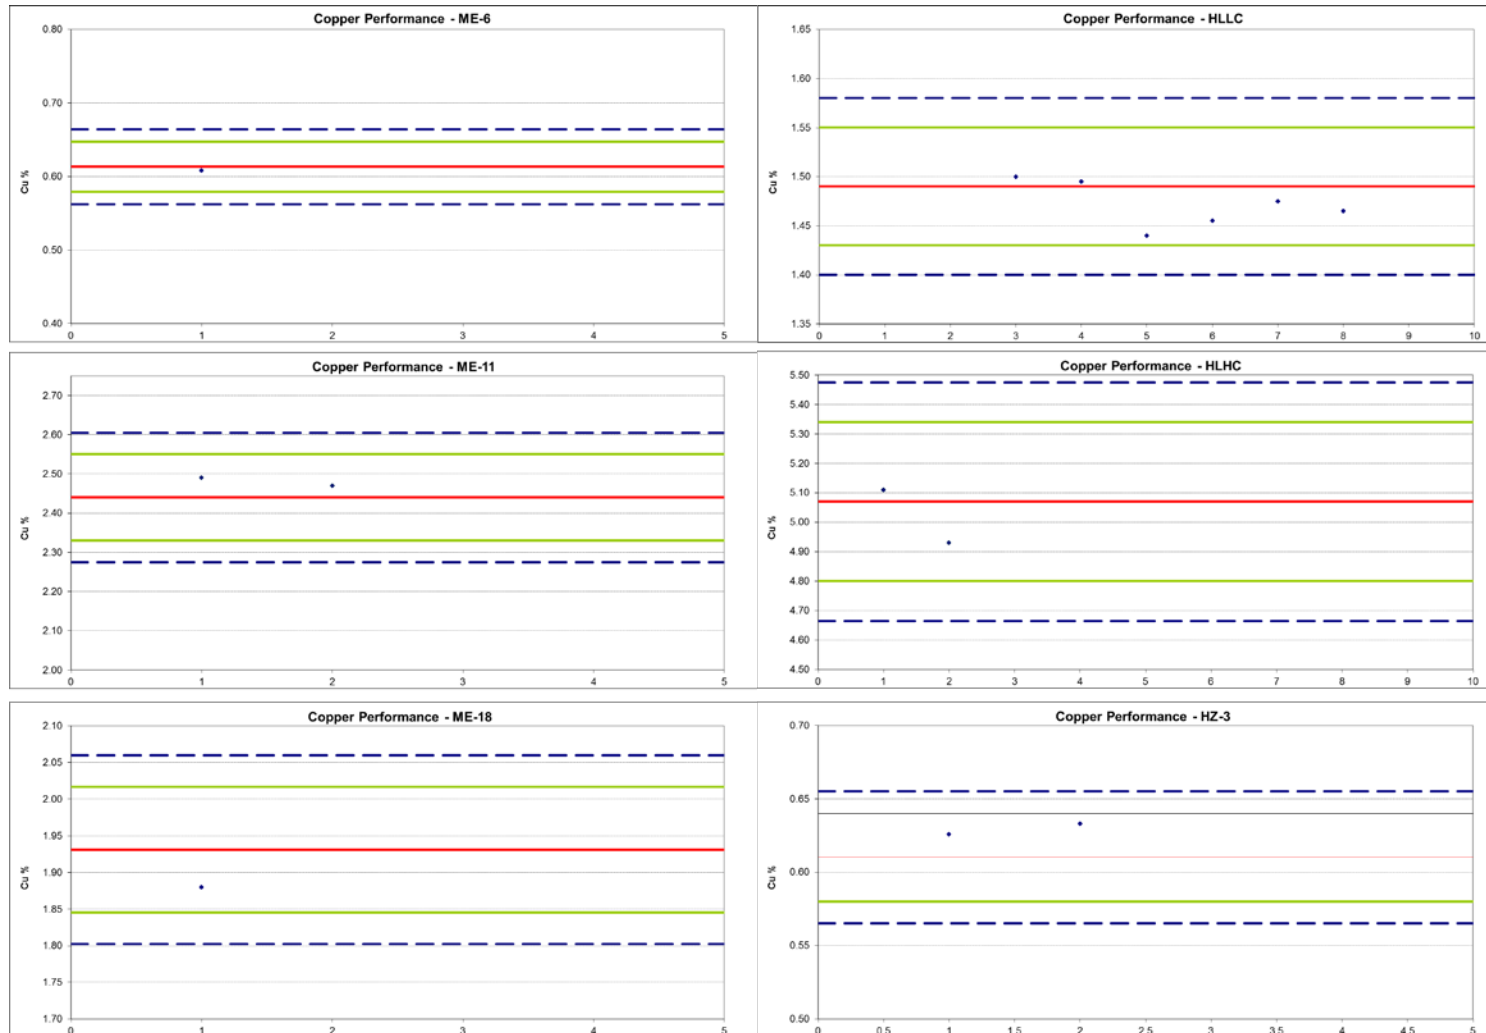 Copper Performance - ME-6
0.80
0.70
0.60
0.50
0.40
Cu %
0 1 2 3 4 5
Copper Performance - HLLC
1.65
1.60
1.55
1.50
1.45
1.40
1.35
Cu %
0 1 2 3 4 5 6 7 8 9 10
Copper Performance - ME-11
2.70
2.60
2.50
2.40
2.30
2.20
2.10
2.00
Cu %
0 1 2 3 4 5
Copper Performance - HLHC
5.50
5.40
5.30
5.20
5.10
5.00
4.90
4.80
4.70
4.60
4.50
Cu %
0 1 2 3 4 5 6 7 8 9 10
Copper Performance - ME-18
2.10
2.05
2.00
1.95
1.90
1.85
1.80
1.75
1.70
Cu %
0 1 2 3 4 5
Copper Performance - HZ-3
0.70
0.65
0.60
0.55
0.50
Cu %
0 0.5 1 1.5 2 2.5 3 3.5 4 4.5 5